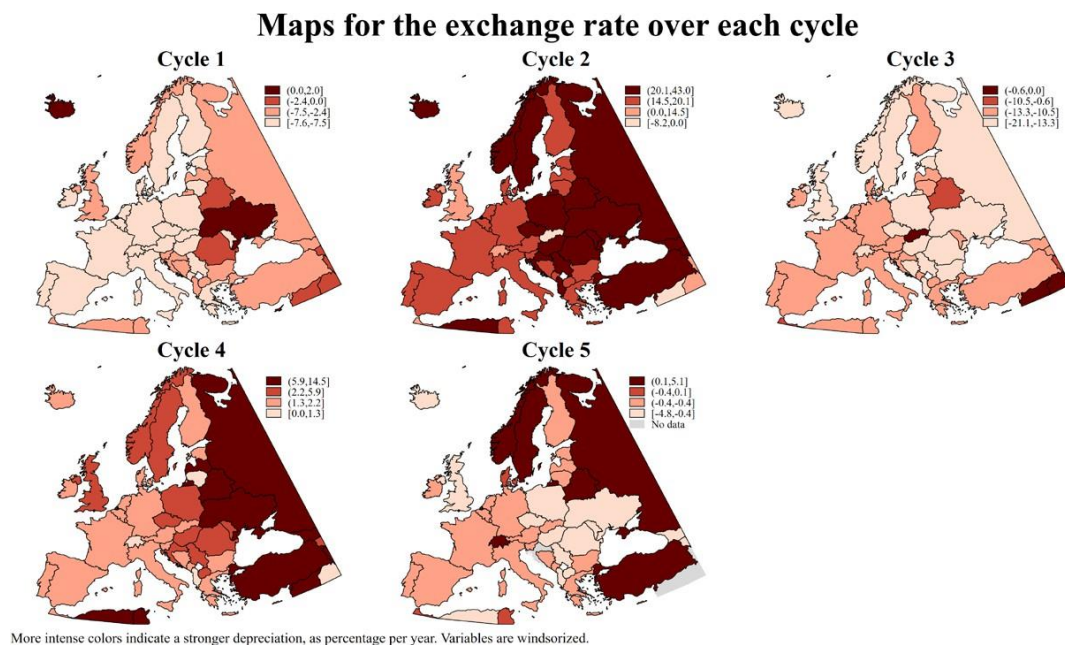 Maps for the exchange rate over each cycle
Cycle 1
(0.0,2.0]
(-2.4,0.0]
(-7.5,-2.4]
[-7.6,-7.5]
Cycle 2
(20.1,43.0]
(14.5,20.1]
(0.0,14.5]
[-8.2,0.0]
Cycle 3
(-0.6,0.0]
(-10.5,-0.6]
(-13.3,-10.5]
[-21.1,-13.3]
Cycle 4
(5.9,14.5]
(2.2,5.9]
(1.3,2.2]
[0.0,1.3]
Cycle 5
(0.1,5.1]
(-0.4,0.1]
(-0.4,-0.4]
[-4.8,-0.4]
No data
More intense colors indicate a stronger depreciation, as percentage per year. Variables are windsorized.